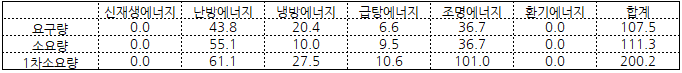 신재생에너지 난방에너지 냉방에너지 급탕에너지 조명에너지 환기에너지 합계
요구량 0.0 43.8 20.4 6.6 36.7 0.0 107.5
소요량 0.0 55.1 10.0 9.5 36.7 0.0 111.3
1차소요량 0.0 61.1 27.5 10.6 101.0 0.0 200.2